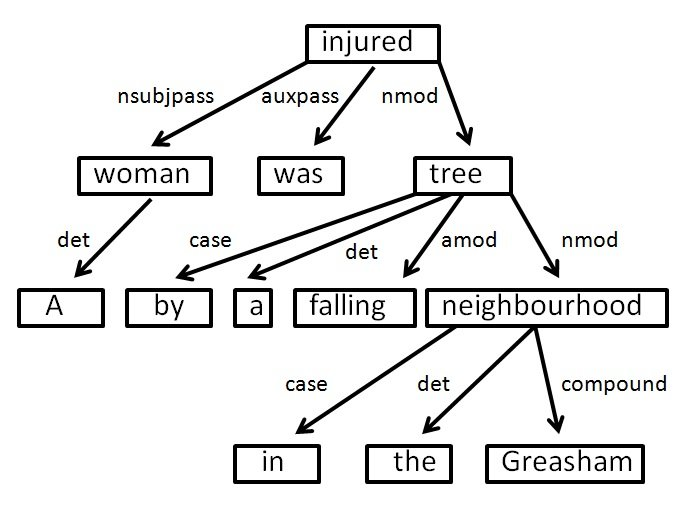 injured
nsubjpass auxpass nmod
woman was tree
det case det amod nmod
A by a falling neighbourhood
case det compound
in the Greasham